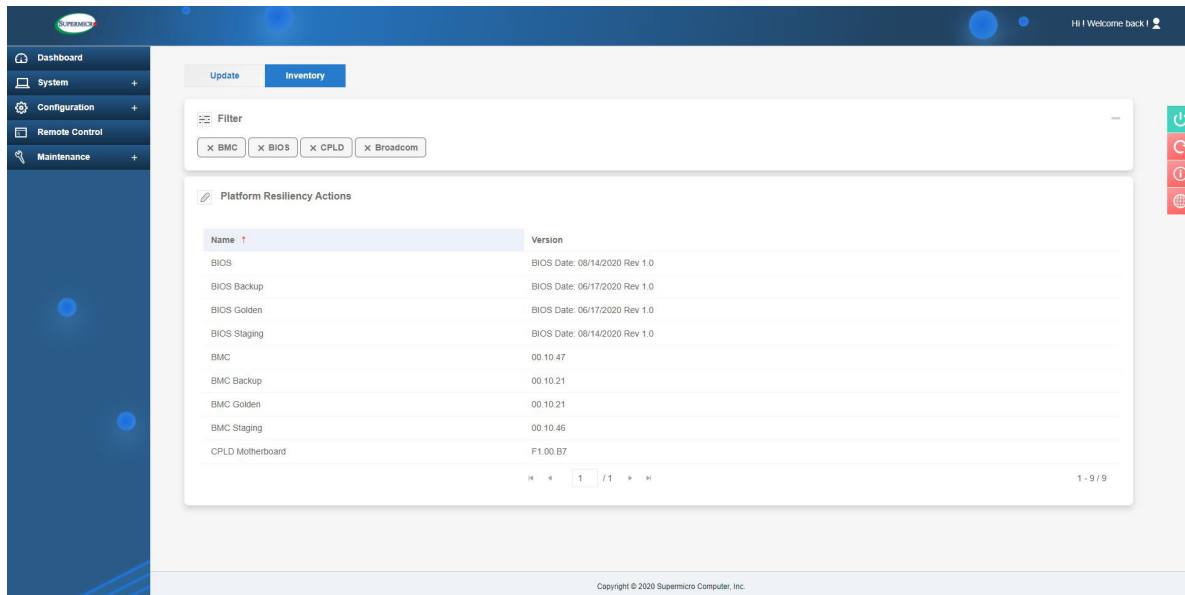 SUPERMICR
Hi ! Welcome back !
Dashboard
System +
Configuration +
Remote Control
Maintenance +
Update Inventory
Filter
× BMC × BIOS × CPLD × Broadcom
Platform Resiliency Actions
Name ↑ Version
BIOS BIOS Date: 08/14/2020 Rev 1.0
BIOS Backup BIOS Date: 06/17/2020 Rev 1.0
BIOS Golden BIOS Date: 06/17/2020 Rev 1.0
BIOS Staging BIOS Date: 08/14/2020 Rev 1.0
BMC 00.10.47
BMC Backup 00.10.21
BMC Golden 00.10.21
BMC Staging 00.10.46
CPLD Motherboard F1.00.B7
1 / 1 1 - 9 / 9
Copyright © 2020 Supermicro Computer, Inc.